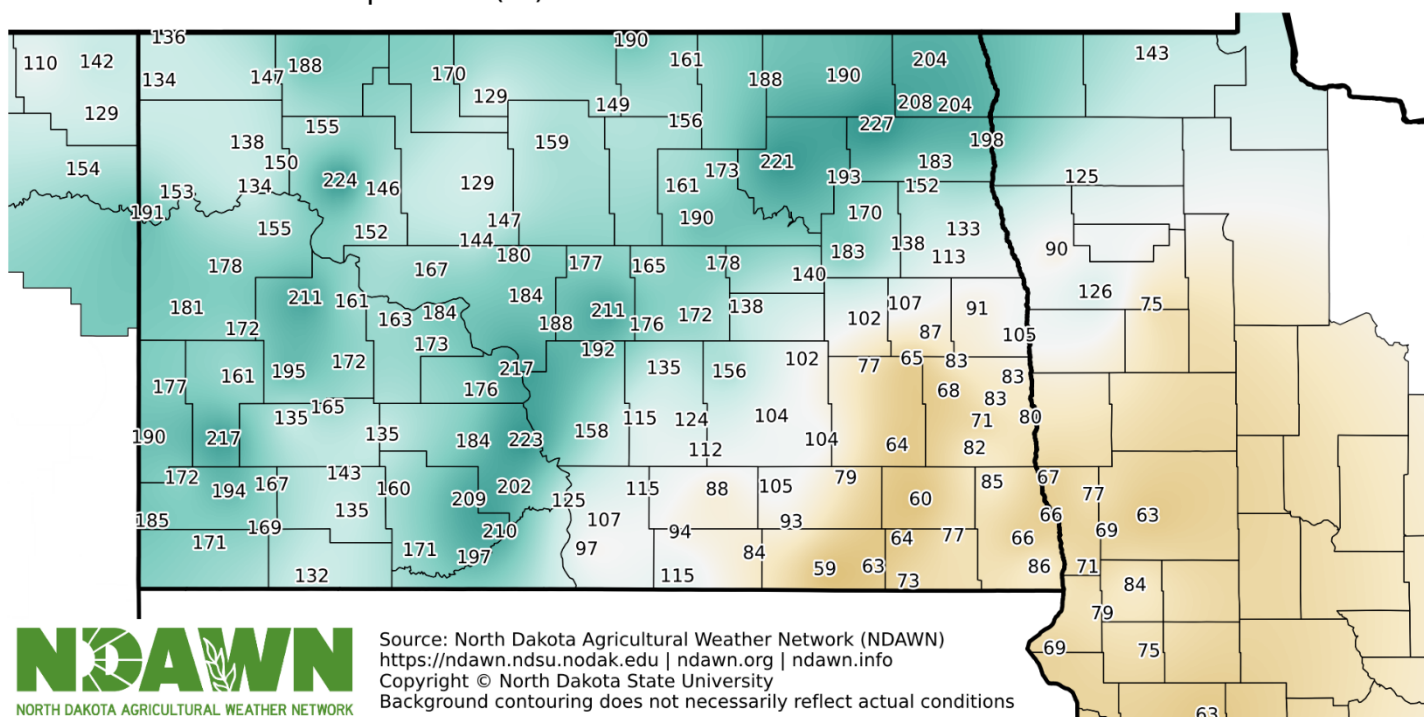 136
190
110 142 188 161 204 143
134 147 170 188 190
129 129 149 208 204
155 156 227
138 159 198
150 221 183
154 224 146 129 161 173 193 152 125
153 134
191 190 170
155 152 147 133
144 183 138 113 90
178 167 180 177 165 178 140
181 211 161 184 211 138 107 91 126 75
163 184 172 102
172 173 188 176 87 105
192 102 65 83
161 195 172 217 135 156 77 83
177 176 68 83
135 165 115 124 104 71 80
190 217 135 184 223 158 112 104 64 82
172 143 79 67
194 167 160 209 202 125 115 88 105 60 85 77
185 135 107 93 66 63
169 210 94 64 77 66 69
171 171 197 97 84
132 115 59 63 73 86 71
84
79
69 75
63
NDAWN
NORTH DAKOTA AGRICULTURAL WEATHER NETWORK
Source: North Dakota Agricultural Weather Network (NDAWN)
https://ndawn.ndsu.nodak.edu | ndawn.org | ndawn.info
Copyright © North Dakota State University
Background contouring does not necessarily reflect actual conditions